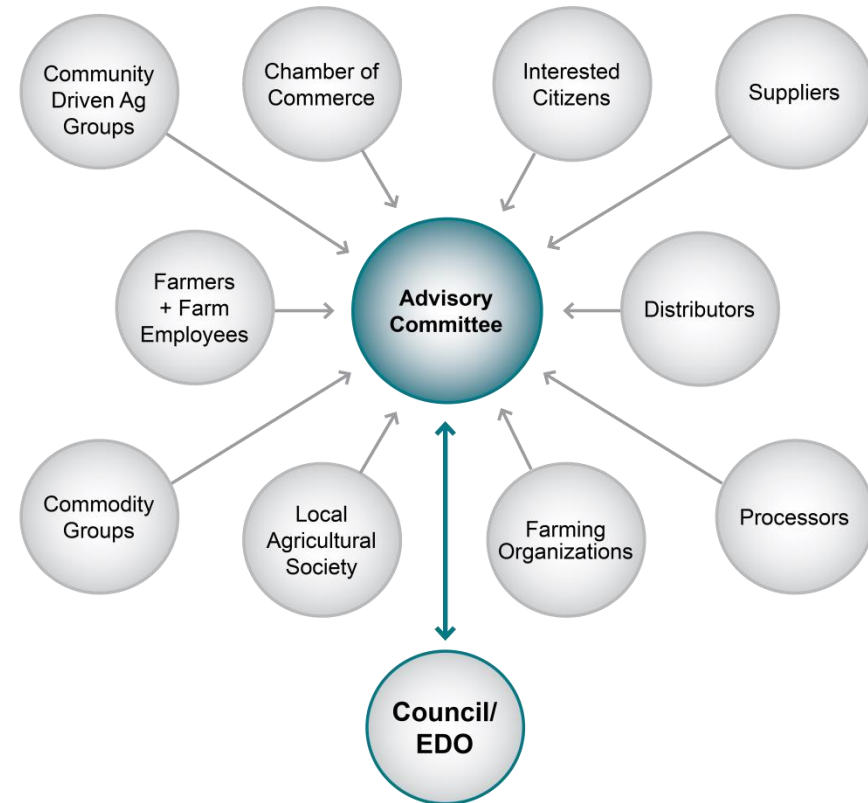 Community
Driven Ag
Groups
Chamber of
Commerce
Interested
Citizens
Suppliers
Farmers
+ Farm
Employees
Advisory
Committee
Distributors
Commodity
Groups
Local
Agricultural
Society
Farming
Organizations
Processors
Council/
EDO